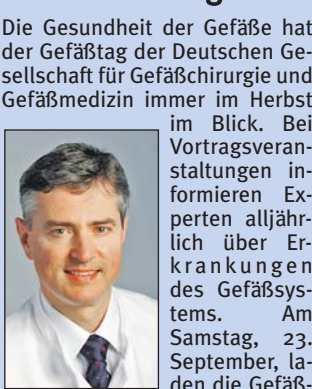 Die Gesundheit der Gefäße hat
der Gefäßtag der Deutschen Ge-
sellschaft für Gefäßchirurgie und
Gefäßmedizin immer im Herbst
im Blick. Bei
Vortragsveran-
staltungen in-
formieren Ex-
perten alljähr-
lich über Er-
krankungen
des Gefäßsys-
tems. Am
Samstag, 23.
September, la-
den die Gefäß-